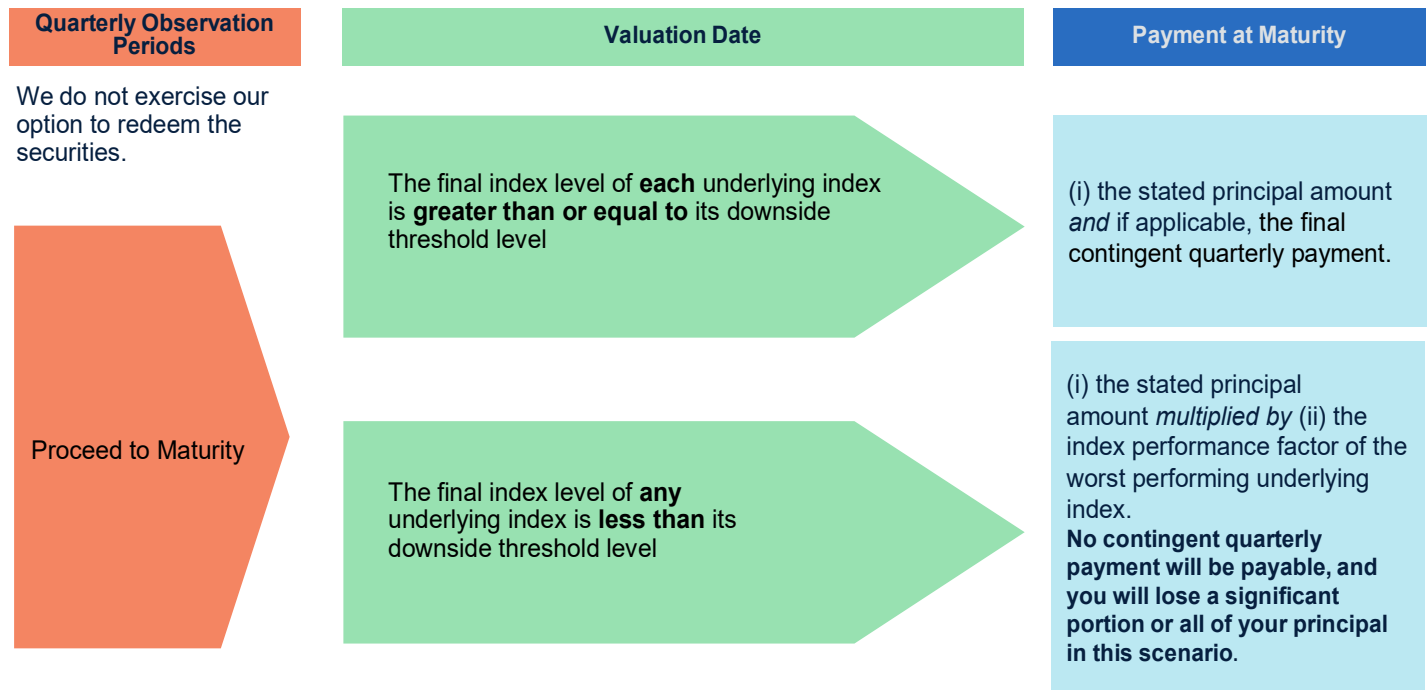 Quarterly Observation
Periods
Valuation Date
Payment at Maturity
We do not exercise our
option to redeem the
securities.
Proceed to Maturity
The final index level of each underlying index
is greater than or equal to its downside
threshold level
(i) the stated principal amount
and if applicable, the final
contingent quarterly payment.
The final index level of any
underlying index is less than its
downside threshold level
(i) the stated principal
amount multiplied by (ii) the
index performance factor of the
worst performing underlying
index.
No contingent quarterly
payment will be payable, and
you will lose a significant
portion or all of your principal
in this scenario.